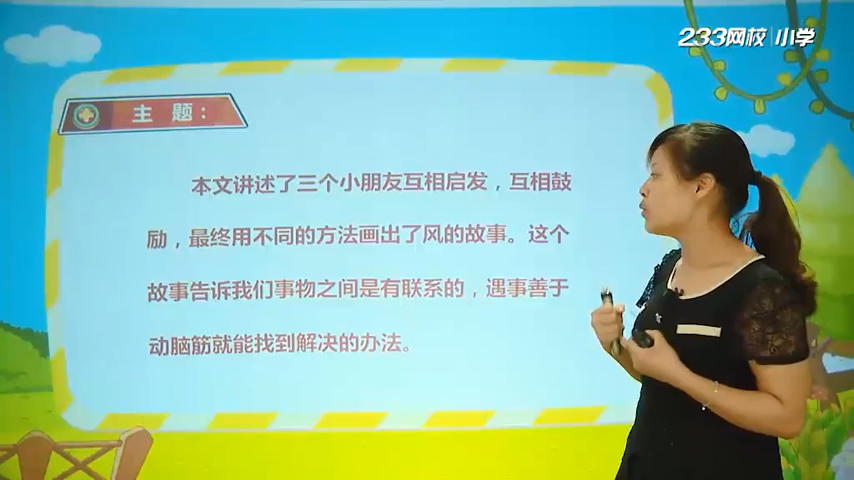 233网校 小学
主题：
本文讲述了三个小朋友互相启发，互相鼓
励，最终用不同的方法画出了风的故事。这个
故事告诉我们事物之间是有联系的，遇事善于
动脑筋就能找到解决的办法。